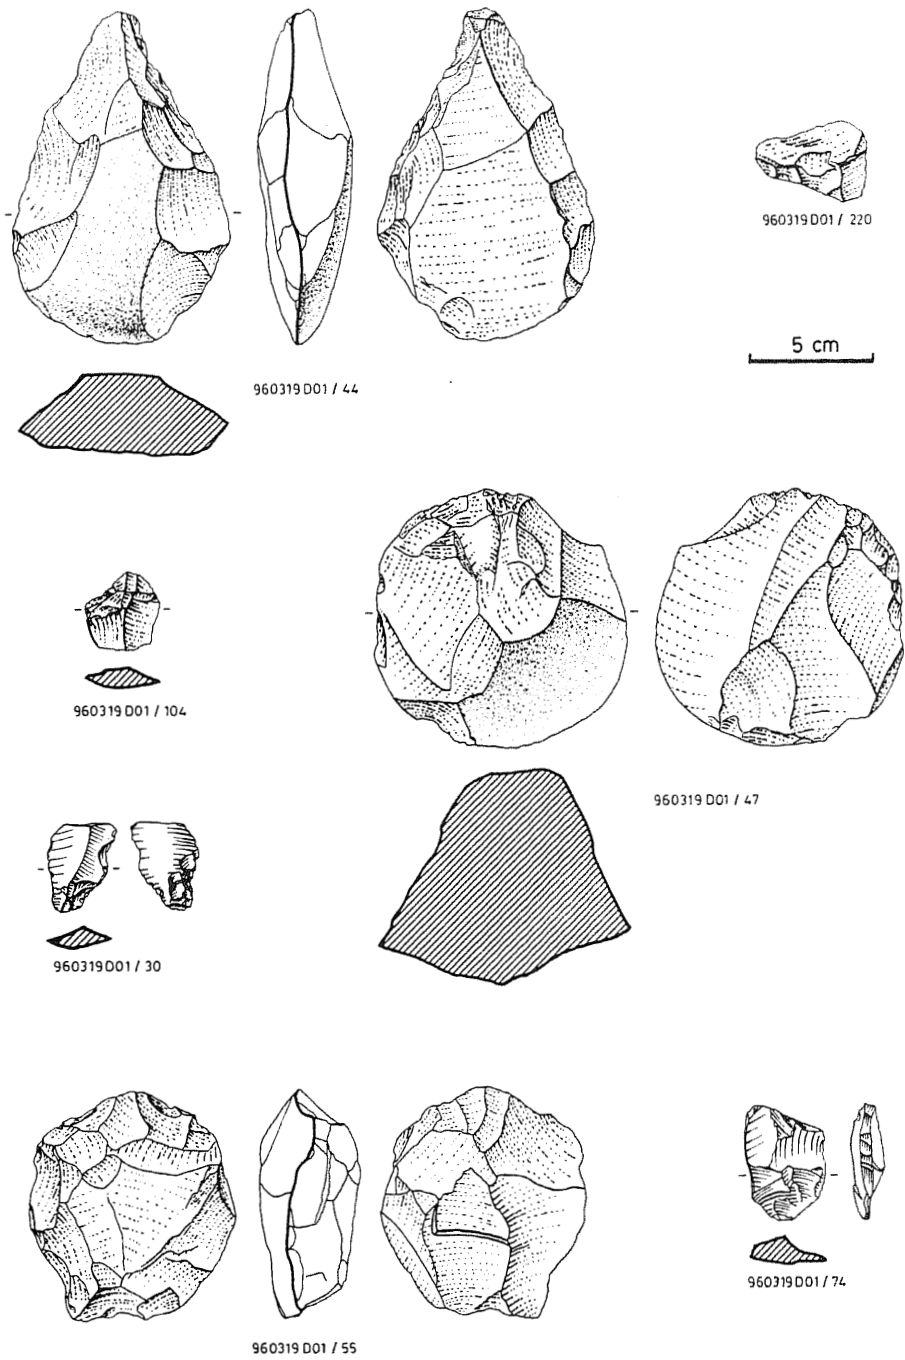 960319 D01 / 220
5 cm
960319 D01 / 44
960319 D01 / 104
960319 D01 / 47
960319 D01 / 30
960319 D01 / 74
960319 D01 / 55